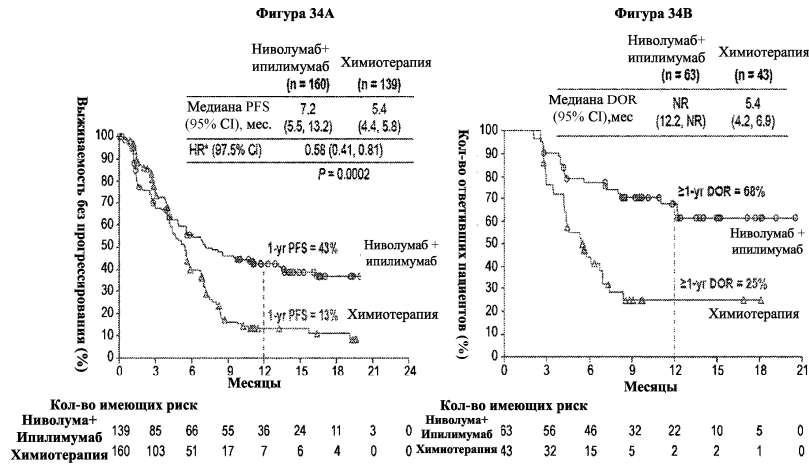 Фигура 34А
Ниволумаб+
ипилимумаб
(n = 160)
Химиотерапия
(n = 139)
Медиана PFS
(95% CI), мес.
7.2
(5.5, 13.2)
5.4
(4.4, 5.8)
HR* (97.5% CI)
0.58 (0.41, 0.81)
P = 0.0002
Выживаемость без прогрессирования (%)
100
90
80
70
60
50
40
30
20
10
0
1-yr PFS = 43%
Ниволумаб +
ипилимумаб
1-yr PFS = 13%
Химиотерапия
0 3 6 9 12 15 18 21 24
Месяцы
Кол-во имеющих риск
Ниволума+
Ипилимумаб 139 85 66 55 36 24 11 3 0
Химиотерапия 160 103 51 17 7 6 4 0 0
Фигура 34В
Ниволумаб+
ипилимумаб
(n = 63)
Химиотерапия
(n = 43)
Медиана DOR
(95% CI),мес
NR
(12.2, NR)
5.4
(4.2, 6.9)
Кол-во ответивших пациентов (%)
100
90
80
70
60
50
40
30
20
10
0
≥1-yr DOR = 68%
Ниволумаб +
ипилимумаб
≥1-yr DOR = 25%
Химиотерапия
0 3 6 9 12 15 18 21
Месяцы
Кол-во имеющих риск
Ниволума+
Ипилимумаб 63 56 46 32 22 10 5 0
Химиотерапия 43 32 15 5 2 2 1 0